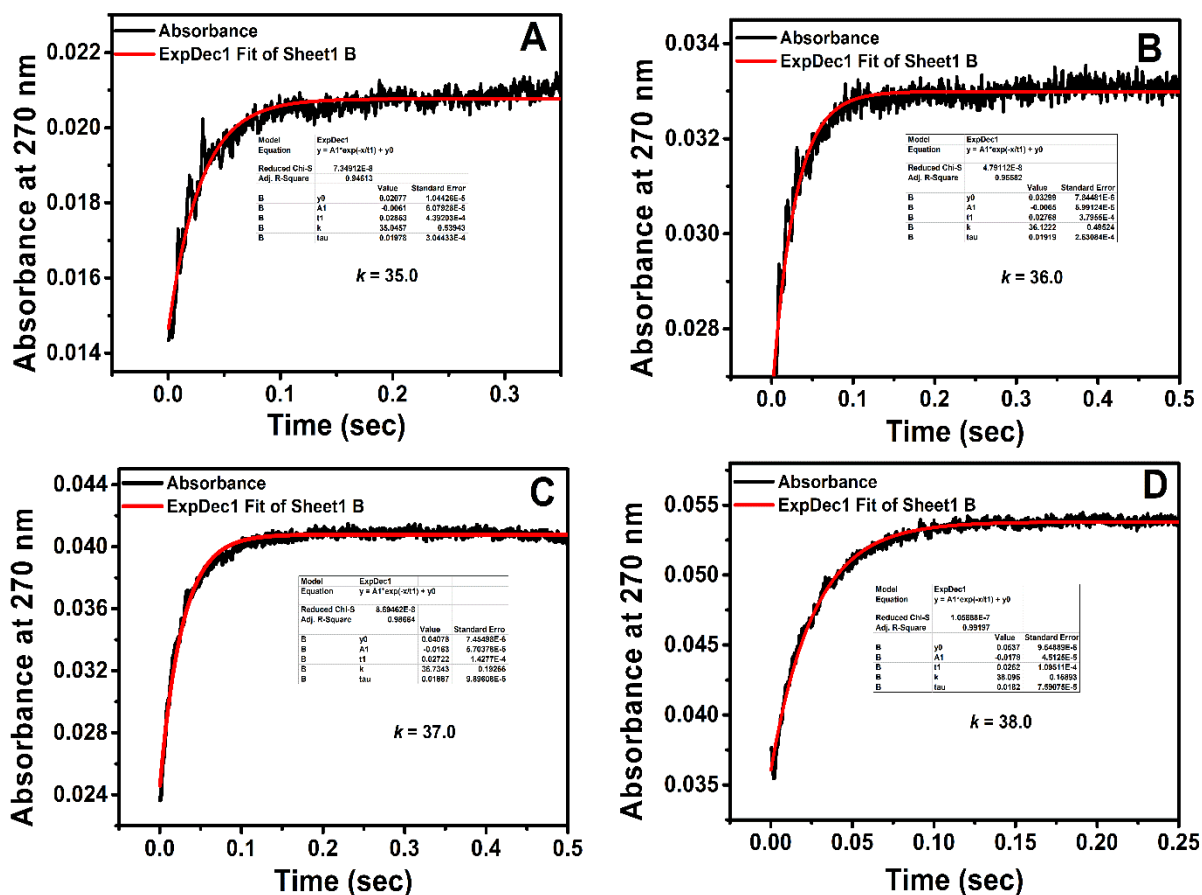 A
Absorbance
ExpDec1 Fit of Sheet1 B
Absorbance at 270 nm
0.022
0.020
0.018
0.016
0.014
Model ExpDec1
Equation y = A1*exp(-x/t1) + y0
Reduced Chi-S 7.34912E-8
Adj. R-Square 0.94613
Value Standard Error
B y0 0.02077 1.04426E-5
B A1 -0.0061 6.07928E-5
B t1 0.02853 4.39203E-4
B k 35.0457 0.53943
B tau 0.01978 3.04433E-4
k = 35.0
0.0 0.1 0.2 0.3
Time (sec)
B
Absorbance
ExpDec1 Fit of Sheet1 B
Absorbance at 270 nm
0.034
0.032
0.030
0.028
Model ExpDec1
Equation y = A1*exp(-x/t1) + y0
Reduced Chi-S 4.79112E-8
Adj. R-Square 0.95582
Value Standard Error
B y0 0.03299 7.84481E-6
B A1 -0.0065 5.99124E-5
B t1 0.02768 3.7955E-4
B k 36.1222 0.49524
B tau 0.01919 2.63084E-4
k = 36.0
0.0 0.1 0.2 0.3 0.4 0.5
Time (sec)
C
Absorbance
ExpDec1 Fit of Sheet1 B
Absorbance at 270 nm
0.044
0.040
0.036
0.032
0.028
0.024
Model ExpDec1
Equation y = A1*exp(-x/t1) + y0
Reduced Chi-S 8.69462E-8
Adj. R-Square 0.98664
Value Standard Erro
B y0 0.04078 7.45498E-6
B A1 -0.0163 5.70378E-5
B t1 0.02722 1.4277E-4
B k 36.7343 0.19266
B tau 0.01887 9.89608E-5
k = 37.0
0.0 0.1 0.2 0.3 0.4 0.5
Time (sec)
D
Absorbance
ExpDec1 Fit of Sheet1 B
Absorbance at 270 nm
0.055
0.050
0.045
0.040
0.035
Model ExpDec1
Equation y = A1*exp(-x/t1) + y0
Reduced Chi-S 1.05888E-7
Adj. R-Square 0.99197
Value Standard Error
B y0 0.0537 9.54889E-6
B A1 -0.0178 4.5126E-5
B t1 0.0262 1.09511E-4
B k 38.095 0.15893
B tau 0.0182 7.59075E-5
k = 38.0
0.00 0.05 0.10 0.15 0.20 0.25
Time (sec)